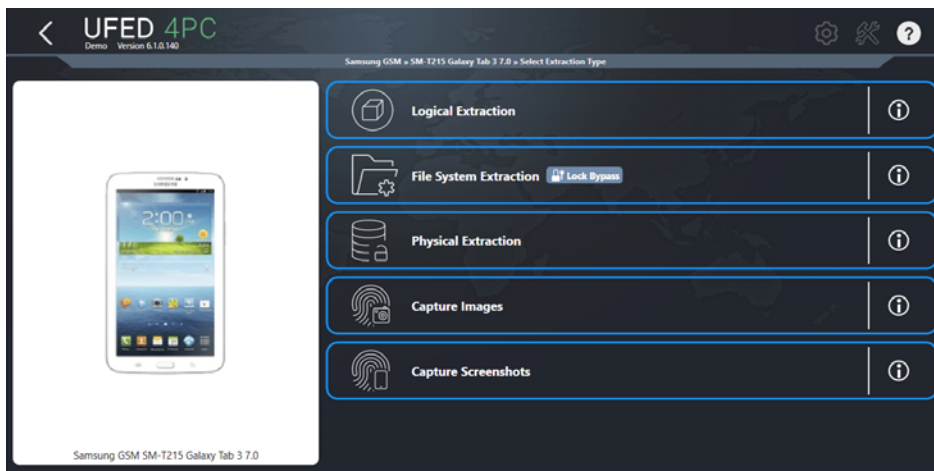 UFED 4PC
Demo Version 6.1.0.140
Samsung GSM » SM-T215 Galaxy Tab 3 7.0 » Select Extraction Type
Logical Extraction
File System Extraction Lock Bypass
Physical Extraction
Capture Images
Capture Screenshots
SAMSUNG
2:00
Samsung GSM SM-T215 Galaxy Tab 3 7.0